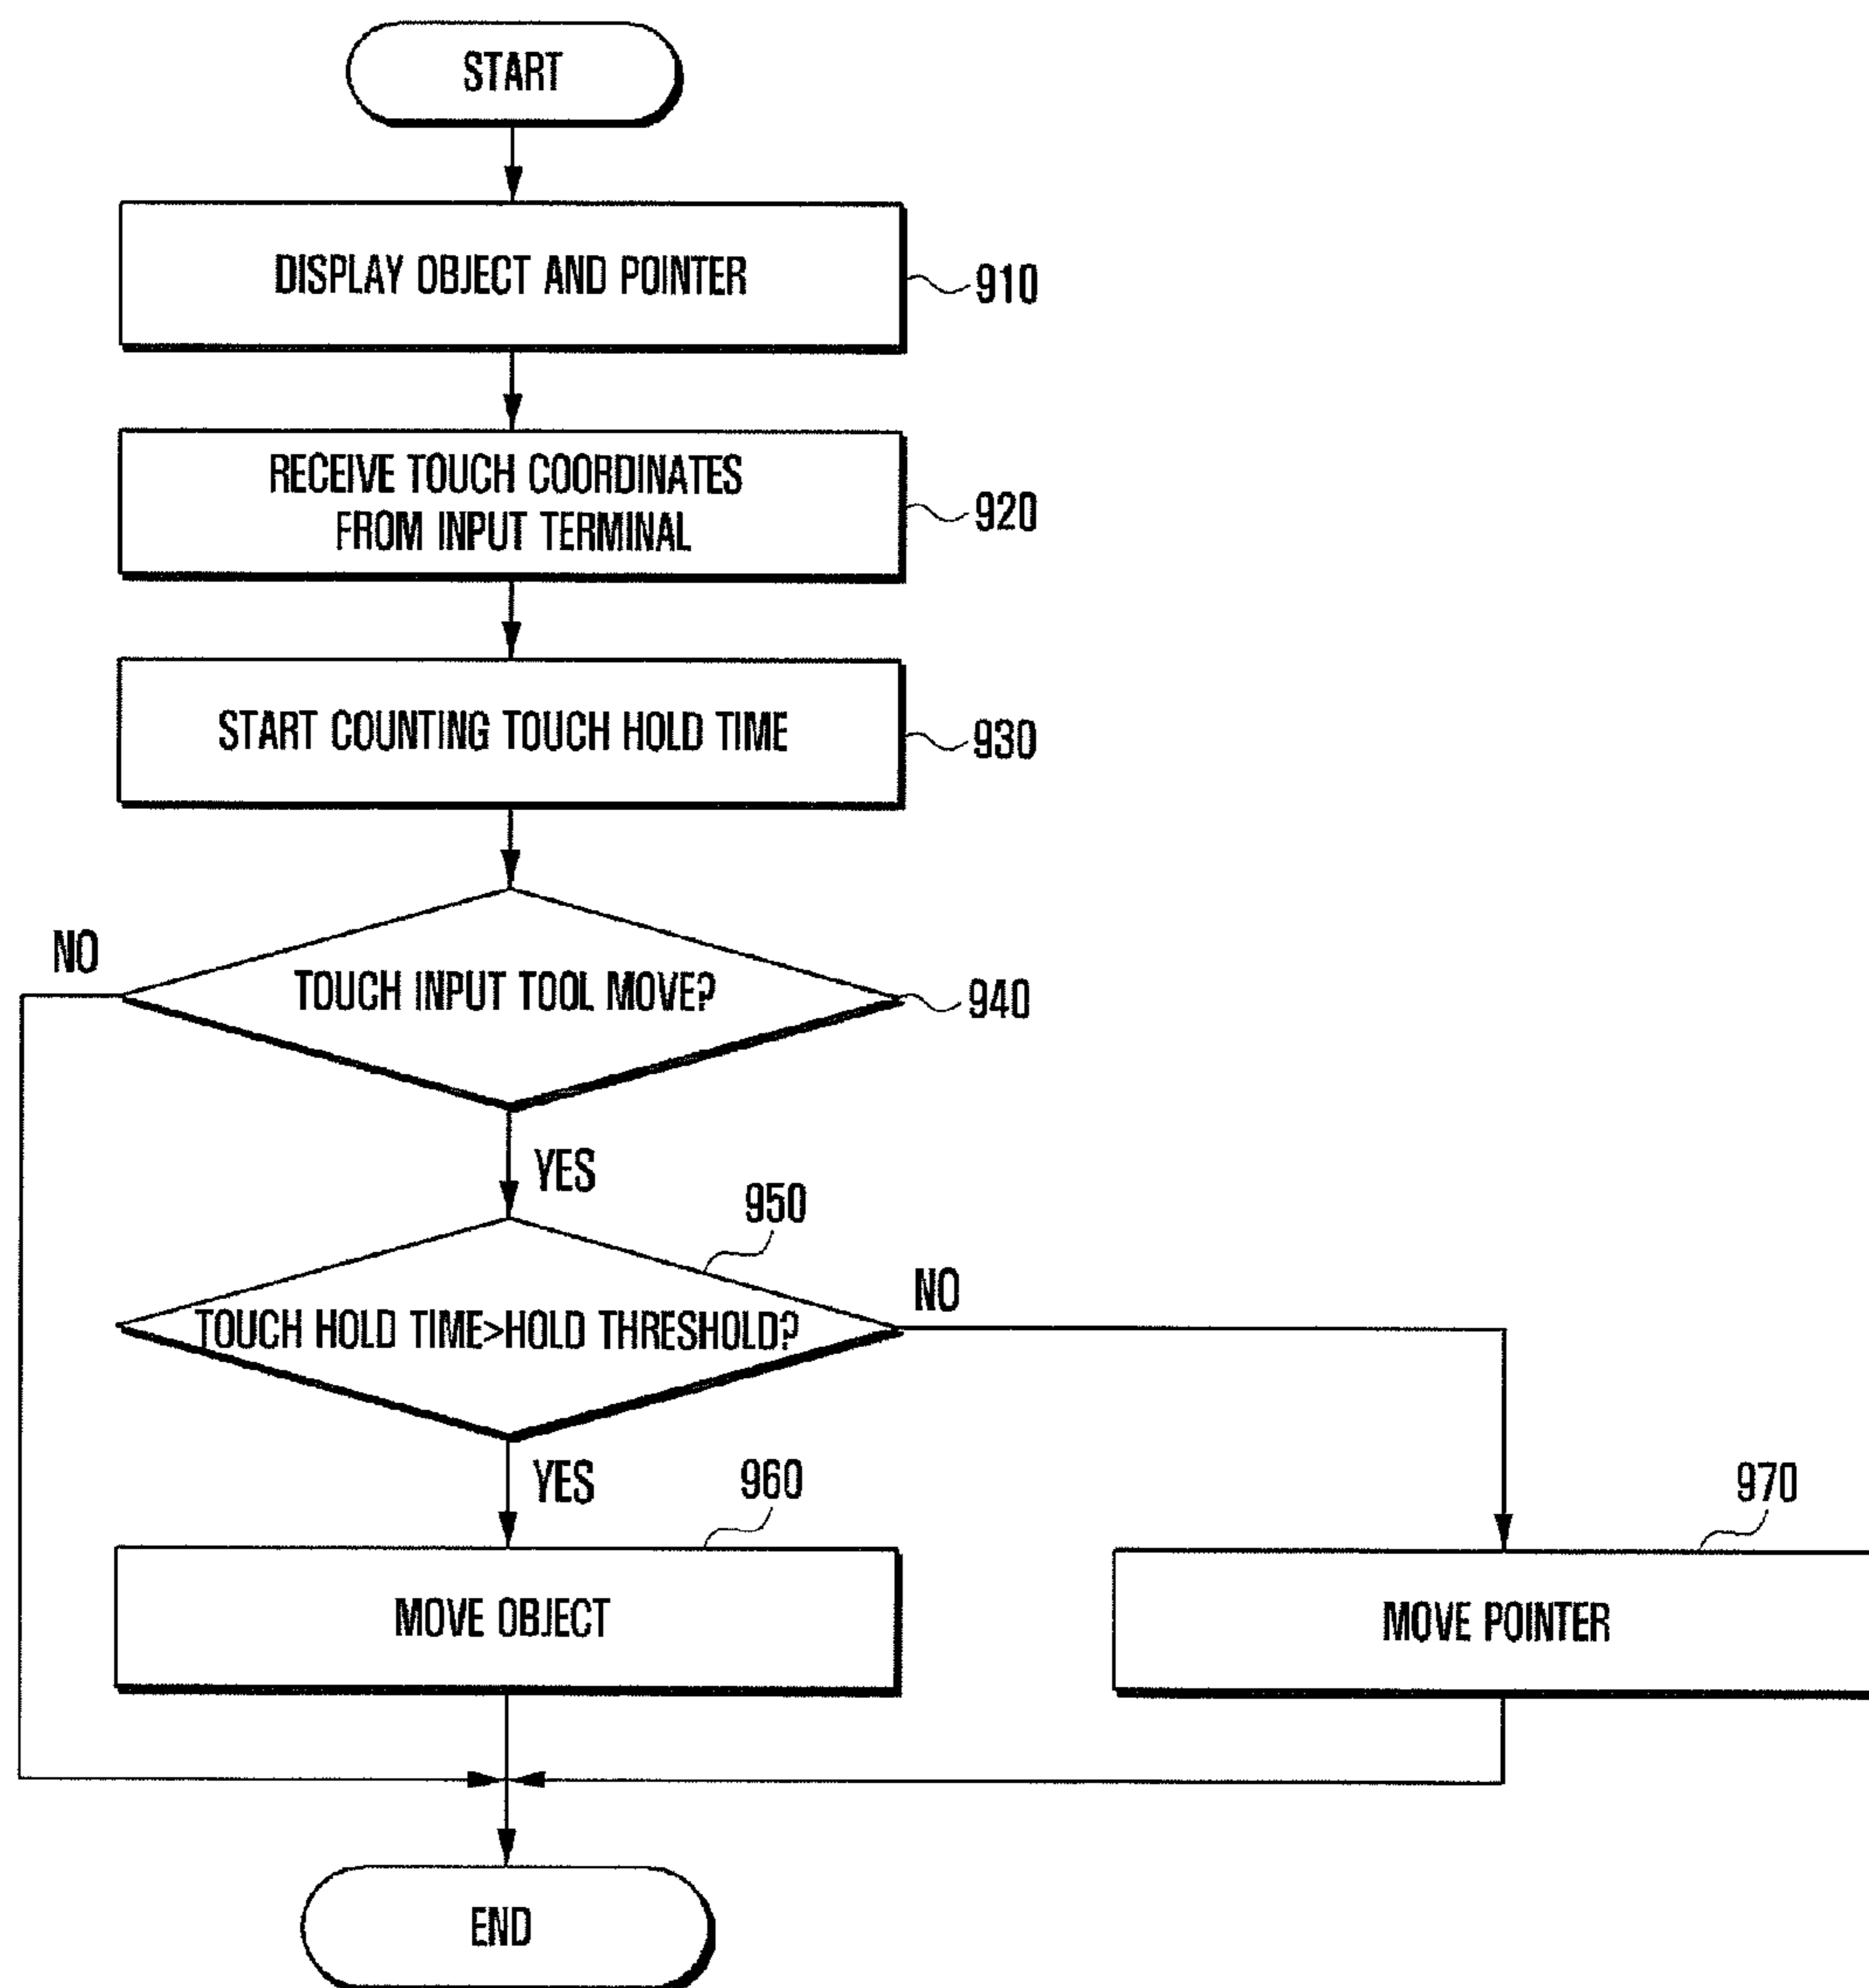 START
DISPLAY OBJECT AND POINTER
910
RECEIVE TOUCH COORDINATES
FROM INPUT TERMINAL
920
START COUNTING TOUCH HOLD TIME
930
NO
TOUCH INPUT TOOL MOVE?
940
YES
950
TOUCH HOLD TIME>HOLD THRESHOLD?
NO
YES
960
970
MOVE OBJECT
MOVE POINTER
END